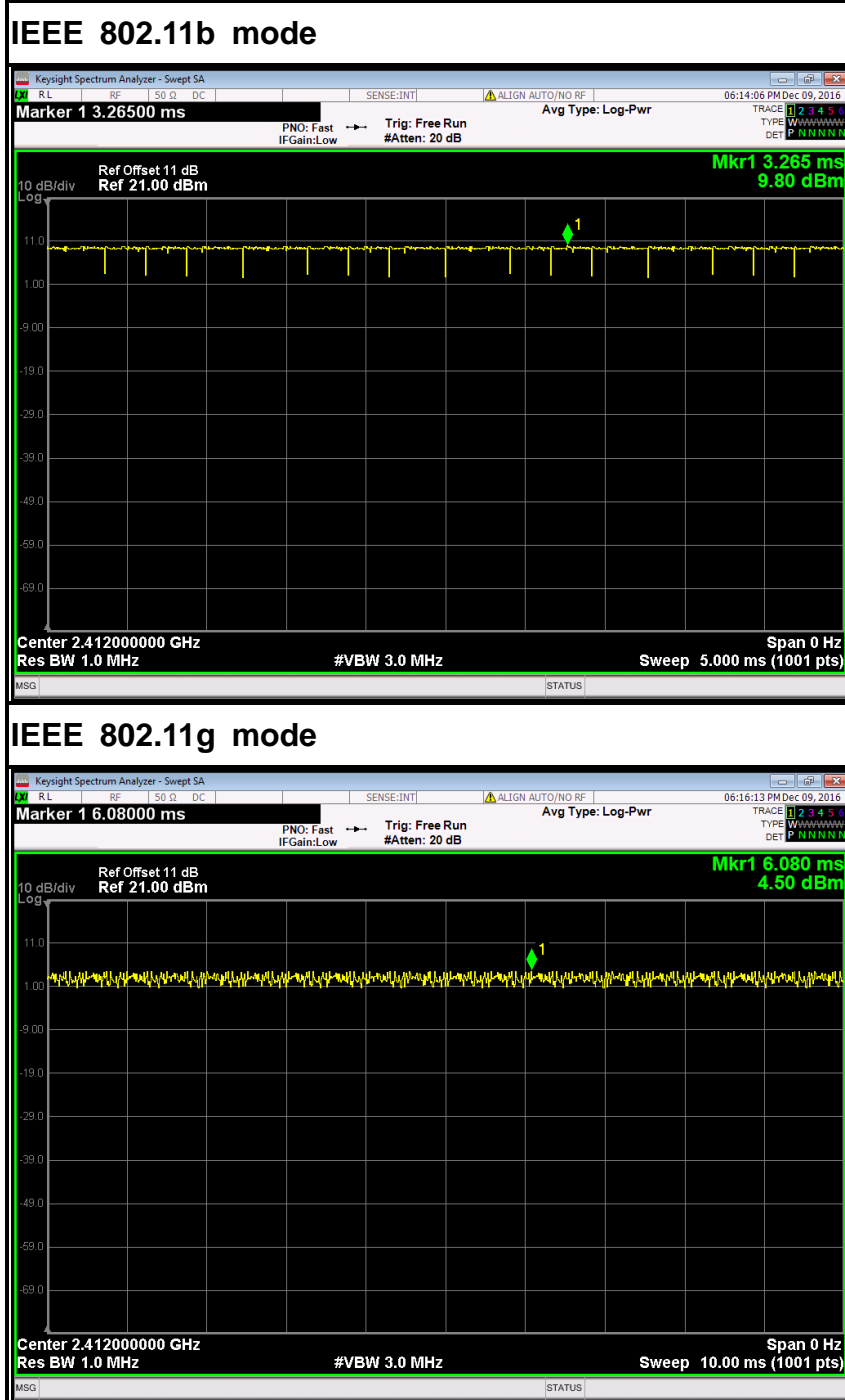 IEEE 802.11b mode
Keysight Spectrum Analyzer - Swept SA
LXI RL RF 50 Ω DC SENSE:INT ALIGN AUTO/NO RF 06:14:06 PM Dec 09, 2016
Marker 1 3.26500 ms
PNO: Fast
IFGain:Low
Trig: Free Run
#Atten: 20 dB
Avg Type: Log-Pwr
TRACE 1 2 3 4 5 6
TYPE WWWWWW
DET P N N N N N
Mkr1 3.265 ms
9.80 dBm
Ref Offset 11 dB
10 dB/div Ref 21.00 dBm
Log
1
11.0
1.00
-9.00
-19.0
-29.0
-39.0
-49.0
-59.0
-69.0
Center 2.412000000 GHz Span 0 Hz
Res BW 1.0 MHz #VBW 3.0 MHz Sweep 5.000 ms (1001 pts)
MSG STATUS
IEEE 802.11g mode
Keysight Spectrum Analyzer - Swept SA
LXI RL RF 50 Ω DC SENSE:INT ALIGN AUTO/NO RF 06:16:13 PM Dec 09, 2016
Marker 1 6.08000 ms
PNO: Fast
IFGain:Low
Trig: Free Run
#Atten: 20 dB
Avg Type: Log-Pwr
TRACE 1 2 3 4 5 6
TYPE WWWWWW
DET P N N N N N
Mkr1 6.080 ms
4.50 dBm
Ref Offset 11 dB
10 dB/div Ref 21.00 dBm
Log
1
11.0
1.00
-9.00
-19.0
-29.0
-39.0
-49.0
-59.0
-69.0
Center 2.412000000 GHz Span 0 Hz
Res BW 1.0 MHz #VBW 3.0 MHz Sweep 10.00 ms (1001 pts)
MSG STATUS